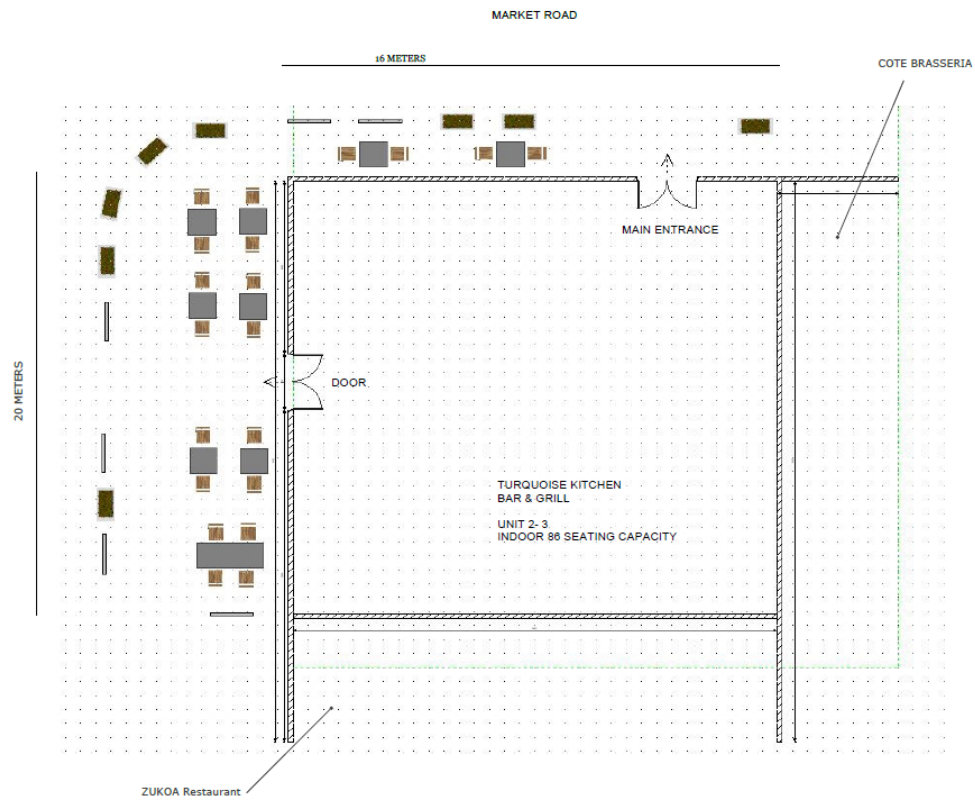 MARKET ROAD
16 METERS
COTE BRASSERIA
MAIN ENTRANCE
20 METERS
DOOR
TURQUOISE KITCHEN
BAR & GRILL
UNIT 2- 3
INDOOR 86 SEATING CAPACITY
ZUKOA Restaurant